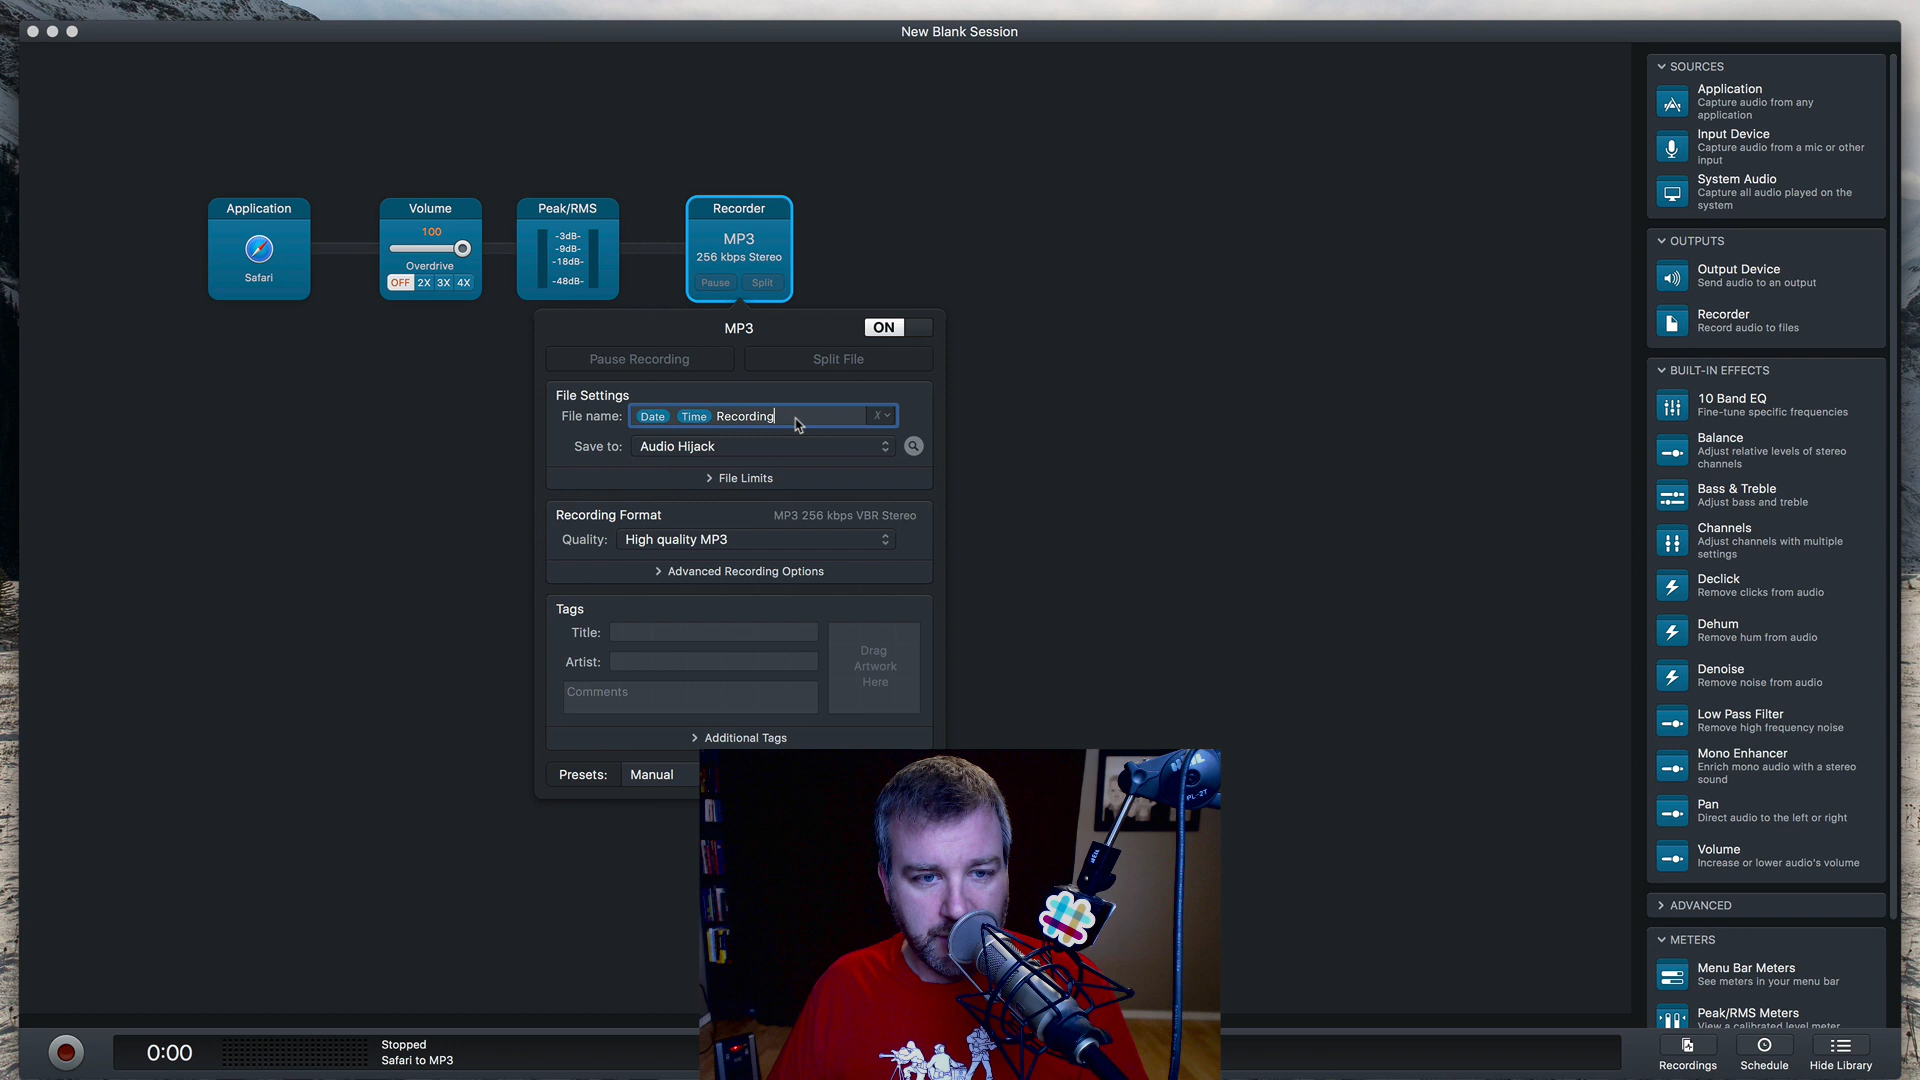 New Blank Session
Application
Safari
Volume
100
Overdrive
OFF 2X 3X 4X
Peak/RMS
-3dB-
-9dB-
-18dB-
-48dB-
Recorder
MP3
256 kbps Stereo
Pause Split
MP3 ON
Pause Recording Split File
File Settings
File name: Date Time Recording
Save to: Audio Hijack
File Limits
Recording Format MP3 256 kbps VBR Stereo
Quality: High quality MP3
Advanced Recording Options
Tags
Title:
Artist:
Comments
Drag
Artwork
Here
Additional Tags
Presets: Manual
PL-2T
SOURCES
Application
Capture audio from any
application
Input Device
Capture audio from a mic or other
input
System Audio
Capture all audio played on the
system
OUTPUTS
Output Device
Send audio to an output
Recorder
Record audio to files
BUILT-IN EFFECTS
10 Band EQ
Fine-tune specific frequencies
Balance
Adjust relative levels of stereo
channels
Bass & Treble
Adjust bass and treble
Channels
Adjust channels with multiple
settings
Declick
Remove clicks from audio
Dehum
Remove hum from audio
Denoise
Remove noise from audio
Low Pass Filter
Remove high frequency noise
Mono Enhancer
Enrich mono audio with a stereo
sound
Pan
Direct audio to the left or right
Volume
Increase or lower audio's volume
ADVANCED
METERS
Menu Bar Meters
See meters in your menu bar
Peak/RMS Meters
View a calibrated level meter
0:00
Stopped
Safari to MP3
Recordings Schedule Hide Library